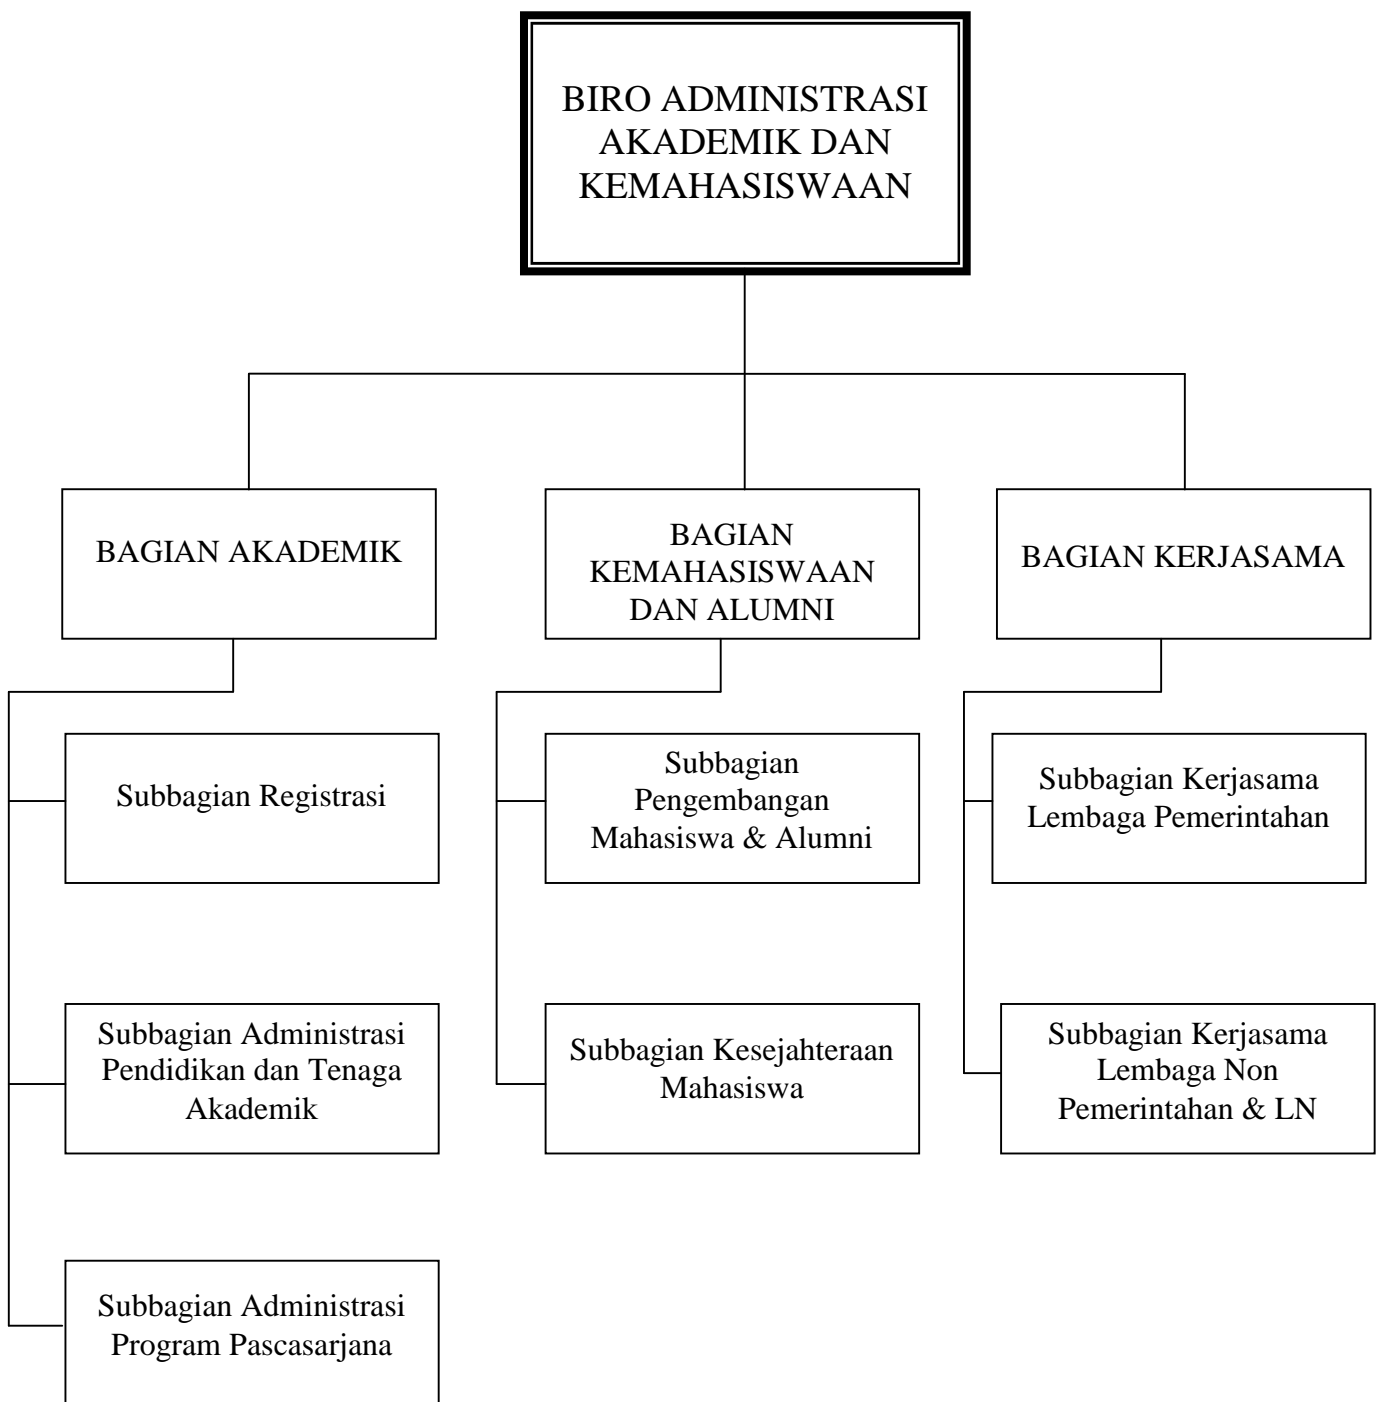 BIRO ADMINISTRASI
AKADEMIK DAN
KEMAHASISWAAN
BAGIAN AKADEMIK
BAGIAN
KEMAHASISWAAN
DAN ALUMNI
BAGIAN KERJASAMA
Subbagian Registrasi
Subbagian
Pengembangan
Mahasiswa & Alumni
Subbagian Kerjasama
Lembaga Pemerintahan
Subbagian Administrasi
Pendidikan dan Tenaga
Akademik
Subbagian Kesejahteraan
Mahasiswa
Subbagian Kerjasama
Lembaga Non
Pemerintahan & LN
Subbagian Administrasi
Program Pascasarjana